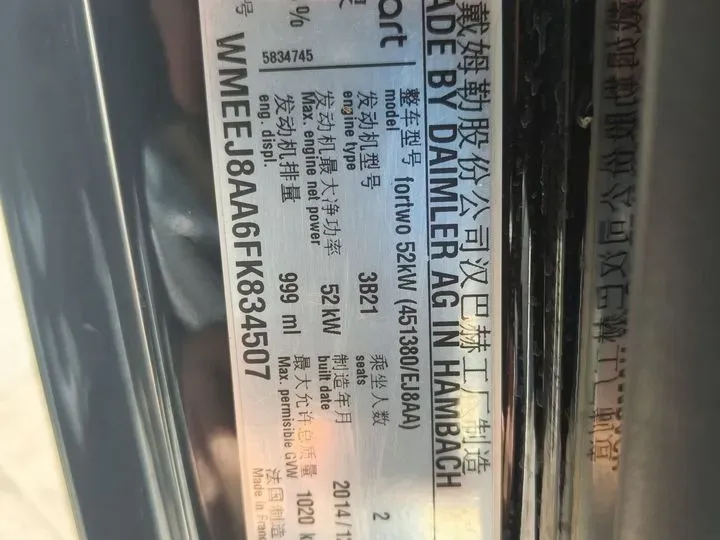 art
戴姆勒股份公司汉巴赫工厂制造
ADE BY DAIMLER AG IN HAMBACH
整车型号 fortwo 52kW (451380/EJ8AA)
model
发动机型号 3B21 乘坐人数 2
engine type seats
发动机最大净功率 52 kW 制造年月 2014/1
Max. engine net power built date
发动机排量 999 ml 最大允许总质量 1020 k
eng. displ. Max. permisible GVW
5834745 法国制造
% Made in Fran
号 WMEEJ8AA6FK834507